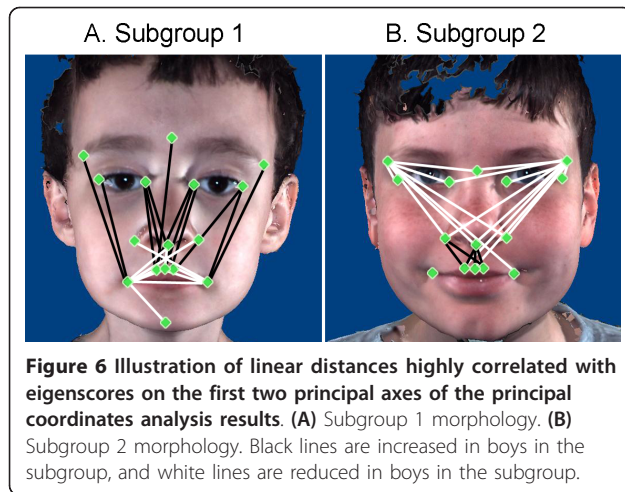 A. Subgroup 1
B. Subgroup 2
Figure 6 Illustration of linear distances highly correlated with
eigenscores on the first two principal axes of the principal
coordinates analysis results. (A) Subgroup 1 morphology. (B)
Subgroup 2 morphology. Black lines are increased in boys in the
subgroup, and white lines are reduced in boys in the subgroup.